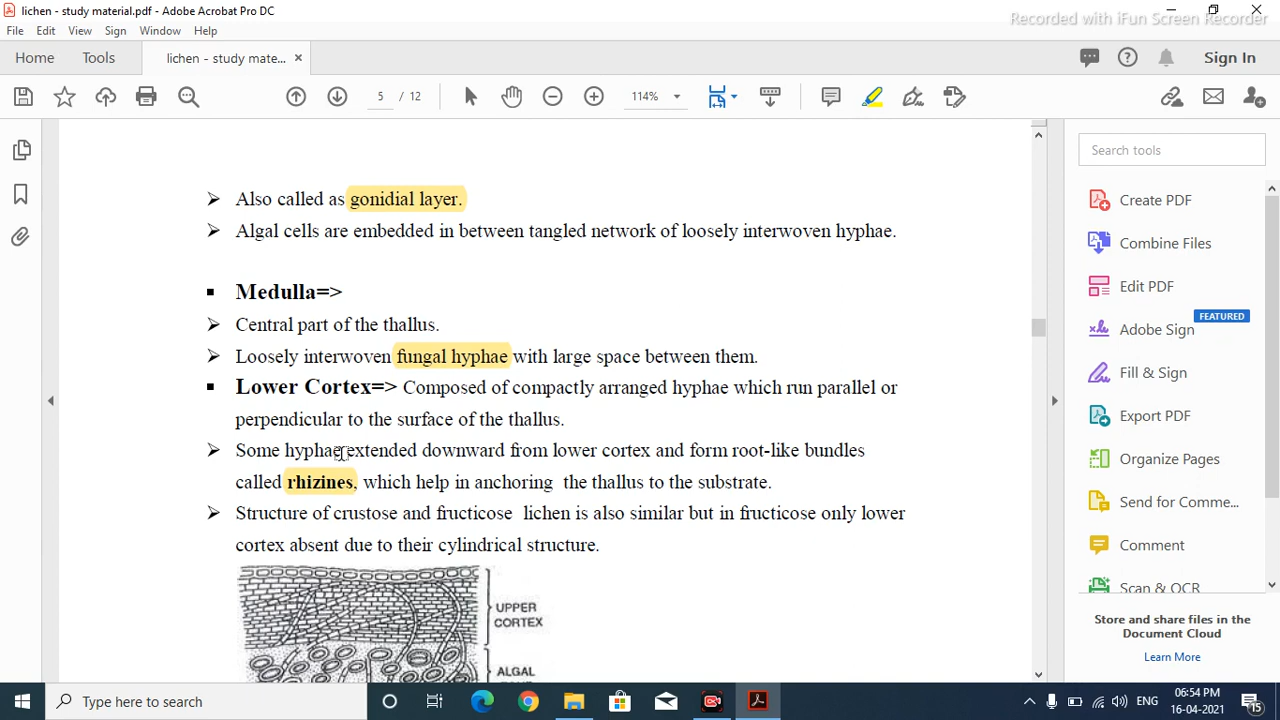 lichen - study material.pdf - Adobe Acrobat Pro DC
Recorded with iFun Screen Recorder
File Edit View Sign Window Help
Home Tools lichen - study mate... × Sign In
5 / 12 114%
Also called as gonidial layer.
Algal cells are embedded in between tangled network of loosely interwoven hyphae.
Medulla=>
Central part of the thallus.
Loosely interwoven fungal hyphae with large space between them.
Lower Cortex=> Composed of compactly arranged hyphae which run parallel or
perpendicular to the surface of the thallus.
Some hyphae extended downward from lower cortex and form root-like bundles
called rhizines, which help in anchoring the thallus to the substrate.
Structure of crustose and fructicose lichen is also similar but in fructicose only lower
cortex absent due to their cylindrical structure.
UPPER
CORTEX
ALGAL
Search tools
Create PDF
Combine Files
Edit PDF
FEATURED
Adobe Sign
Fill & Sign
Export PDF
Organize Pages
Send for Comme...
Comment
Scan & OCR
Store and share files in the
Document Cloud
Learn More
Type here to search
ENG
06:54 PM
16-04-2021
15